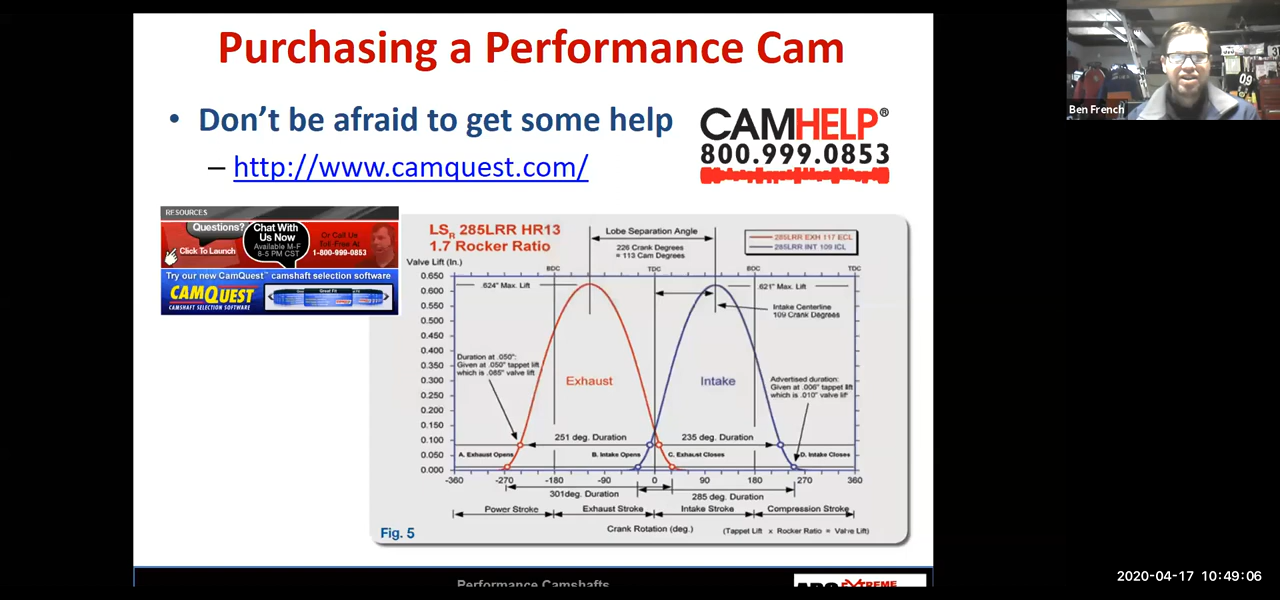 Purchasing a Performance Cam
• Don't be afraid to get some help
– http://www.camquest.com/
CAMHELP®
800.999.0853
RESOURCES
Questions?
Click To Launch
Chat With
Us Now
Available M-F
8-5 PM CST
Or Call Us
Toll-Free At
1-800-999-0853
Try our new CamQuest camshaft selection software
CAMQUEST
CAMSHAFT SELECTION SOFTWARE
LSR 285LRR HR13
1.7 Rocker Ratio
Lobe Separation Angle
226 Crank Degrees
= 113 Cam Degrees
285LRR EXH 117 ECL
285LRR INT 109 ICL
Valve Lift (In.)
BDC
TDC
BDC
TDC
0.650
0.600
0.550
0.500
0.450
0.400
0.350
0.300
0.250
0.200
0.150
0.100
0.050
0.000
.624" Max. Lift
.621" Max. Lift
Intake Centerline
109 Crank Degrees
Duration at .050":
Given at .050" tappet lift
which is .085" valve lift
Exhaust
Intake
Advertised duration:
Given at .006" tappet lift
which is .010" valve lift
251 deg. Duration
235 deg. Duration
A. Exhaust Opens
B. Intake Opens
C. Exhaust Closes
D. Intake Closes
-360 -270 -180 -90 0 90 180 270 360
301deg. Duration
285 deg. Duration
Power Stroke
Exhaust Stroke
Intake Stroke
Compression Stroke
Crank Rotation (deg.)
(Tappet Lift x Rocker Ratio = Valve Lift)
Fig. 5
Performance Camshafts
EXTREME
Ben French
09
2020-04-17 10:49:06